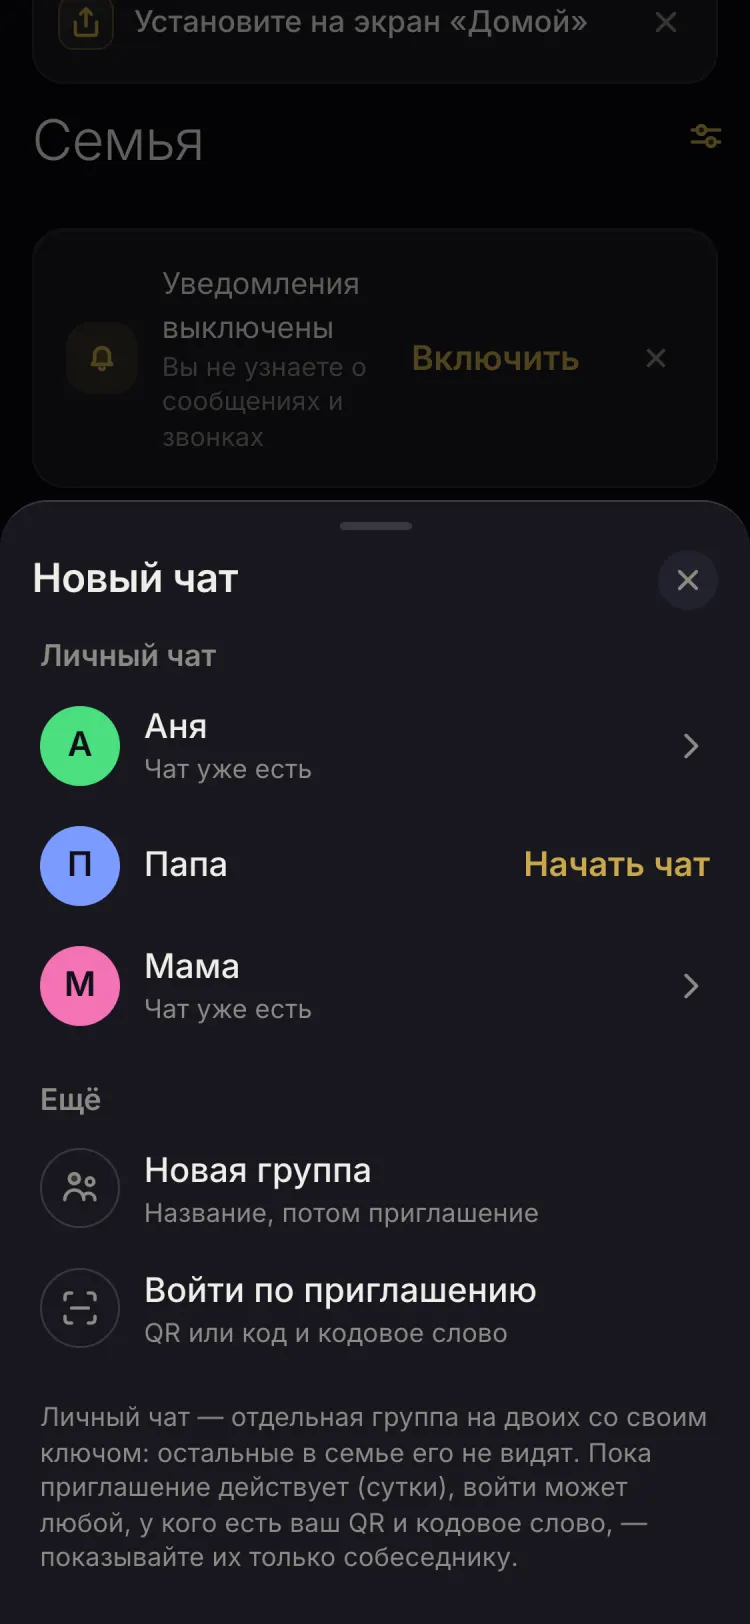 Установите на экран «Домой»
Семья
Уведомления
выключены
Вы не узнаете о
сообщениях и
звонках
Включить
Новый чат
Личный чат
А
Аня
Чат уже есть
П
Папа
Начать чат
М
Мама
Чат уже есть
Ещё
Новая группа
Название, потом приглашение
Войти по приглашению
QR или код и кодовое слово
Личный чат — отдельная группа на двоих со своим
ключом: остальные в семье его не видят. Пока
приглашение действует (сутки), войти может
любой, у кого есть ваш QR и кодовое слово, —
показывайте их только собеседнику.